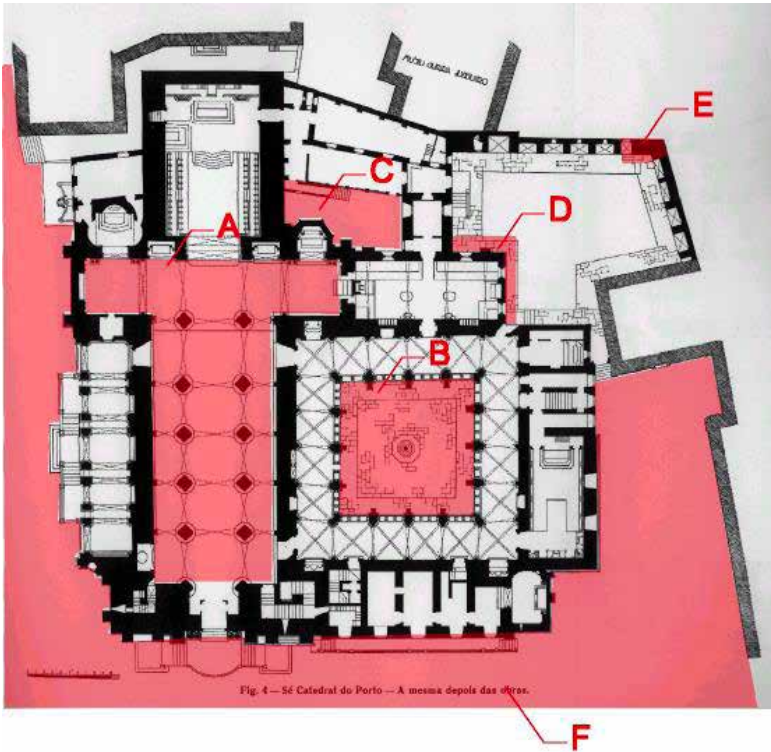 E
C
D
A
B
Fig. 4 — Sé Catedral do Porto — A mesma depois das obras.
F